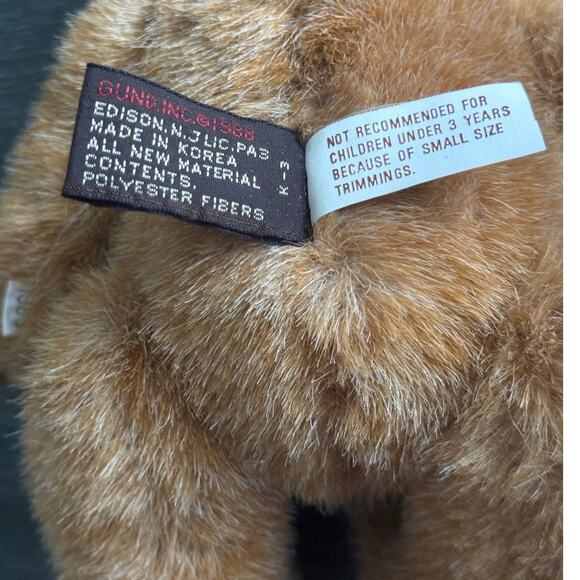 GUND.INC.©1988
EDISON.N.J LIC.PA3
MADE IN KOREA
ALL NEW MATERIAL
CONTENTS.
POLYESTER FIBERS
K-3
NOT RECOMMENDED FOR
CHILDREN UNDER 3 YEARS
BECAUSE OF SMALL SIZE
TRIMMINGS.